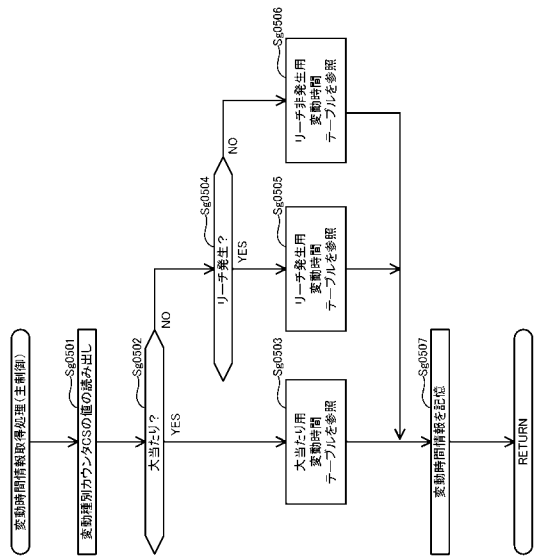 変動時間情報取得処理(主制御)
Sg0501
変動種別カウンタCSの値の読み出し
Sg0502
大当たり?
NO
YES
Sg0504
リーチ発生?
NO
YES
Sg0503
大当たり用
変動時間
テーブルを参照
Sg0505
リーチ発生用
変動時間
テーブルを参照
Sg0506
リーチ非発生用
変動時間
テーブルを参照
Sg0507
変動時間情報を記憶
RETURN